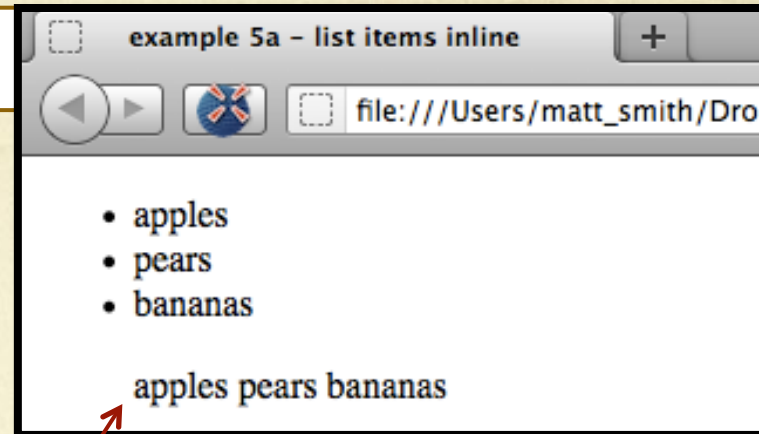 example 5a – list items inline
+
file:///Users/matt_smith/Dro
• apples
• pears
• bananas
apples pears bananas